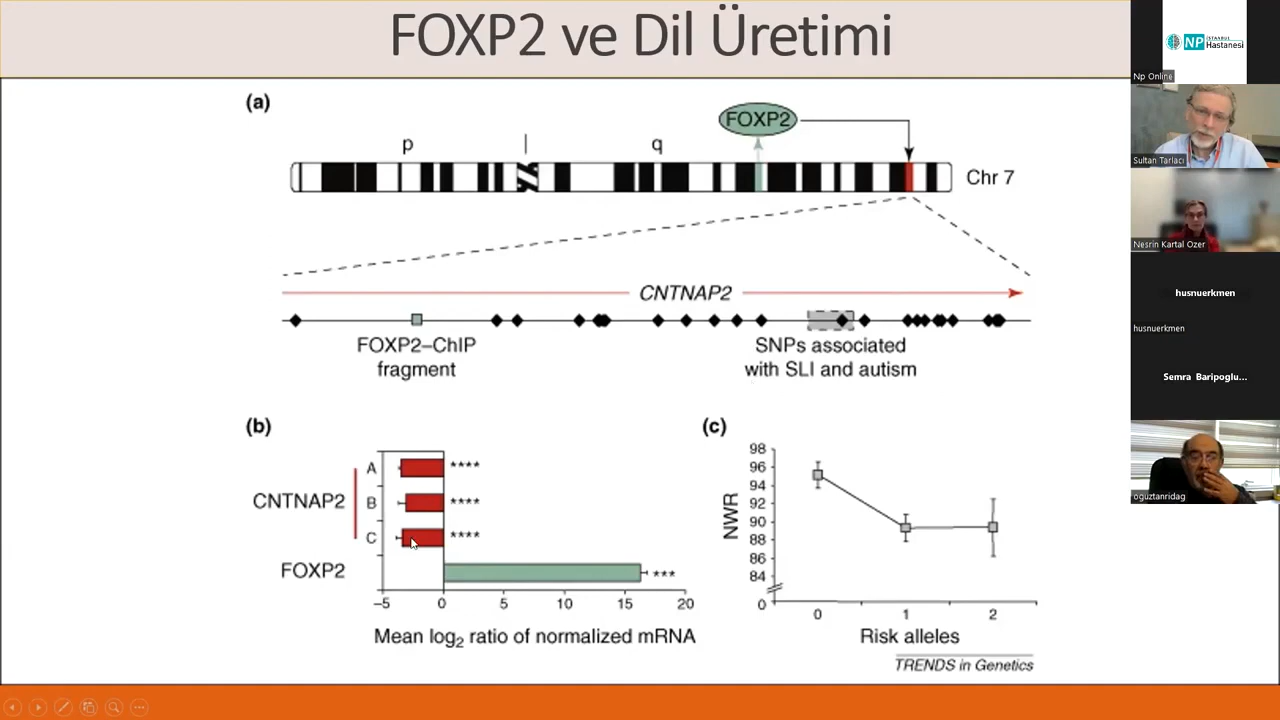 FOXP2 ve Dil Üretimi
(a)
FOXP2
p
q
Chr 7
CNTNAP2
FOXP2–ChIP
fragment
SNPs associated
with SLI and autism
(b)
CNTNAP2
A
****
B
****
C
****
FOXP2
***
–5
0
5
10
15
20
Mean log2 ratio of normalized mRNA
(c)
NWR
98
96
94
92
90
88
86
84
0
0
1
2
Risk alleles
TRENDS in Genetics
NP
İSTANBUL
Hastanesi
Np Online
Sultan Tarlacı
Nesrin Kartal Ozer
husnuerkmen
husnuerkmen
Semra Baripoglu...
oguztanridag